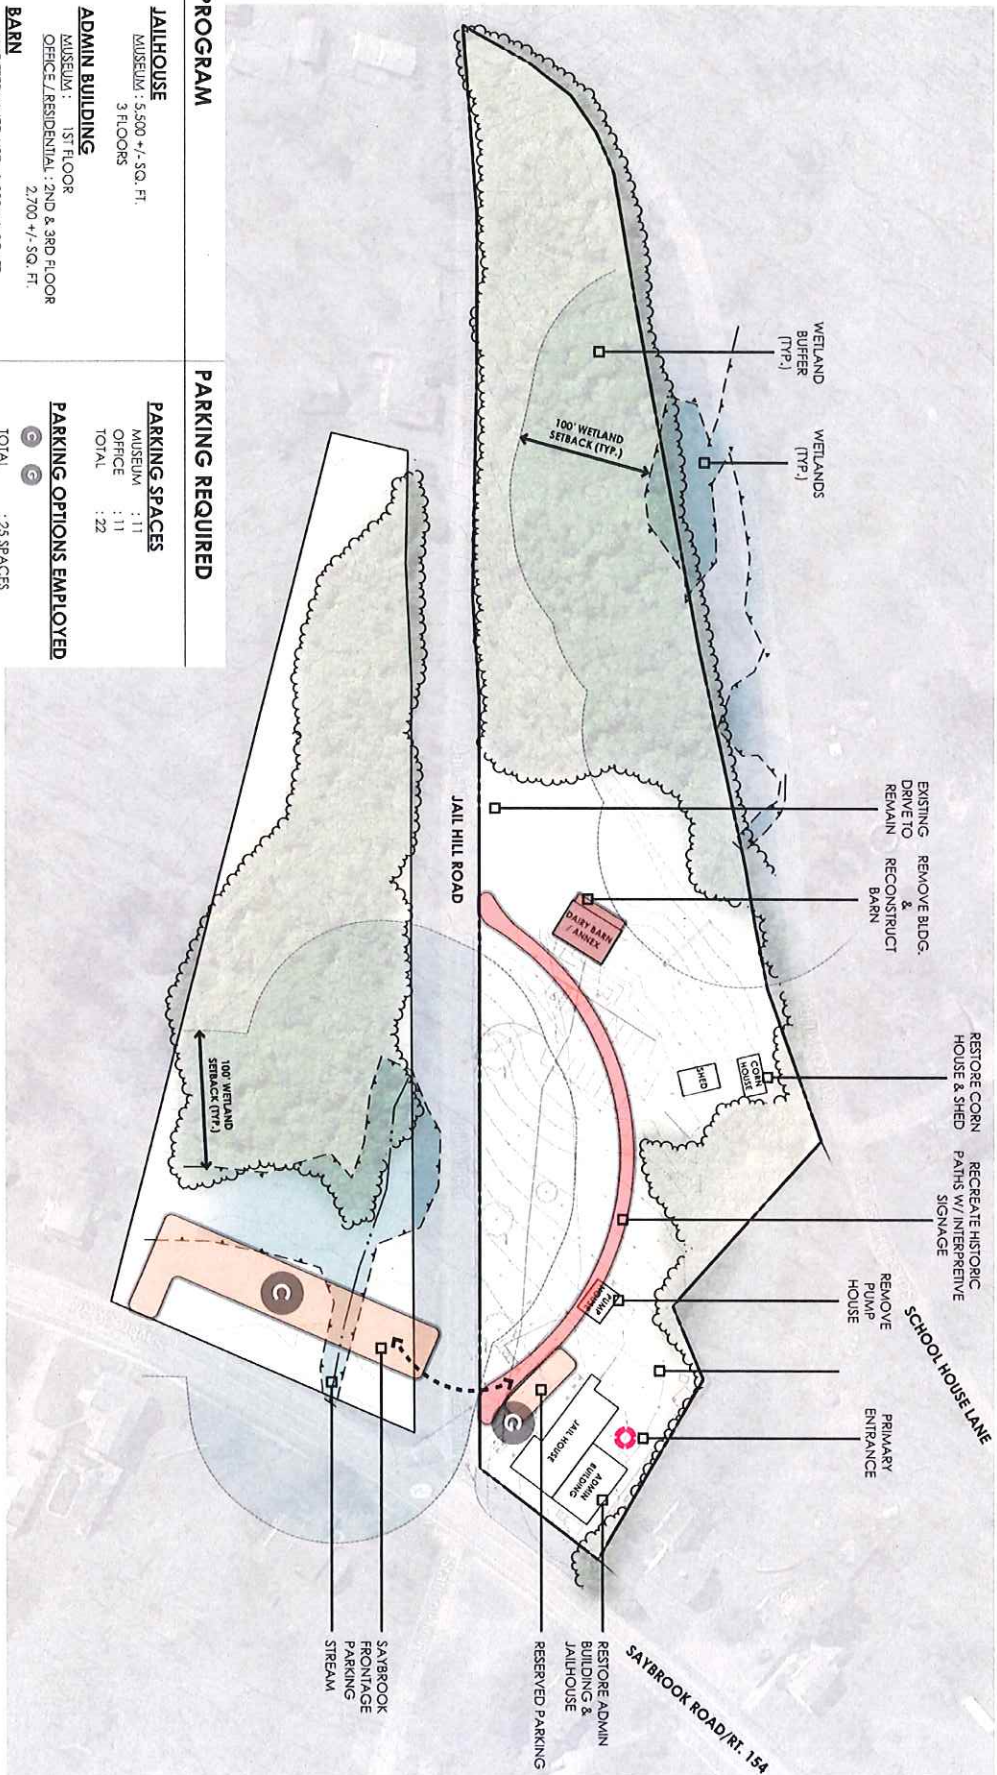 WETLAND
BUFFER
(TYP.)
WETLANDS
(TYP.)
EXISTING
DRIVE TO
REMAIN
REMOVE BLDG.
&
RECONSTRUCT
BARN
RESTORE CORN
HOUSE & SHED
RECREATE HISTORIC
PATHS W/ INTERPRETIVE
SIGNAGE
REMOVE
PUMP
HOUSE
PRIMARY
ENTRANCE
SCHOOL HOUSE LANE
SAYBROOK ROAD/RT. 154
100' WETLAND
SETBACK (TYP.)
DAIRY BARN
/ ANNEX
CORN
HOUSE
SHED
PUMP
HOUSE
JAIL HOUSE
ADMIN
BUILDING
G
JAIL HILL ROAD
100' WETLAND
SETBACK (TYP.)
C
RESTORE ADMIN
BUILDING &
JAILHOUSE
RESERVED PARKING
SAYBROOK
FRONTAGE
PARKING
STREAM
PROGRAM
JAILHOUSE
MUSEUM : 5,500 +/- SQ. FT.
3 FLOORS
ADMIN BUILDING
MUSEUM : 1ST FLOOR
OFFICE / RESIDENTIAL : 2ND & 3RD FLOOR
2,700 +/- SQ. FT.
BARN
PARKING REQUIRED
PARKING SPACES
MUSEUM : 11
OFFICE : 11
TOTAL : 22
PARKING OPTIONS EMPLOYED
C G
TOTAL : 25 SPACES